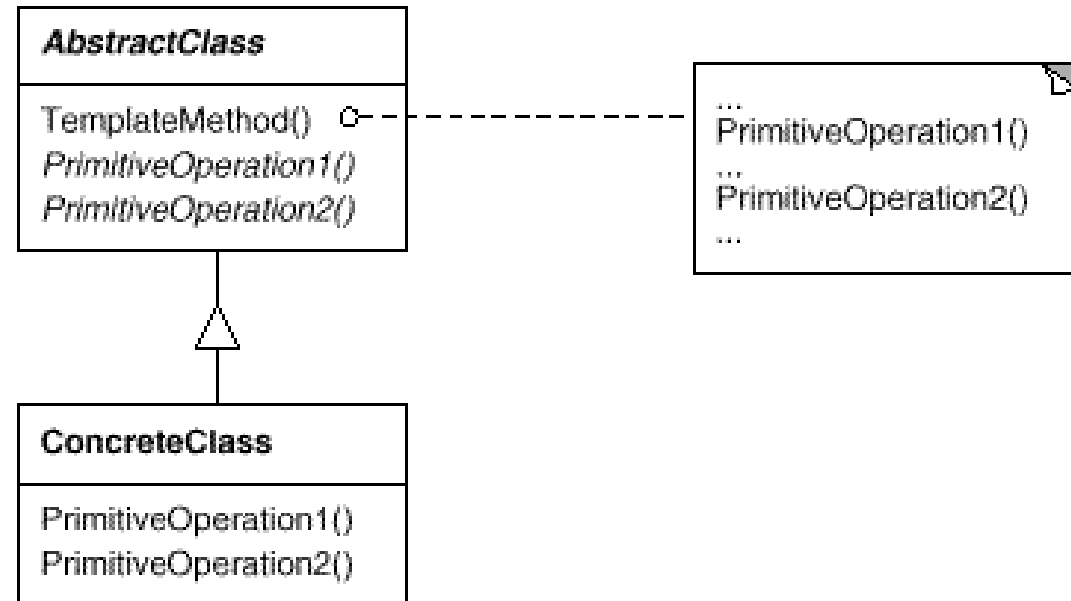 AbstractClass
TemplateMethod()
PrimitiveOperation1()
PrimitiveOperation2()
...
PrimitiveOperation1()
...
PrimitiveOperation2()
...
ConcreteClass
PrimitiveOperation1()
PrimitiveOperation2()